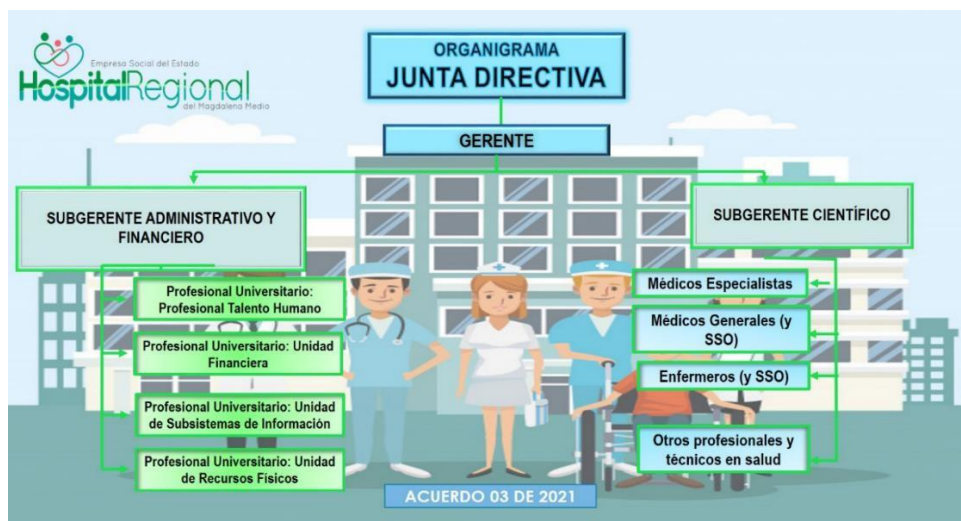 Empresa Social del Estado
HospitalRegional
del Magdalena Medio
ORGANIGRAMA
JUNTA DIRECTIVA
GERENTE
SUBGERENTE ADMINISTRATIVO Y
FINANCIERO
Profesional Universitario:
Profesional Talento Humano
Profesional Universitario: Unidad
Financiera
Profesional Universitario: Unidad
de Subsistemas de Información
Profesional Universitario: Unidad
de Recursos Físicos
SUBGERENTE CIENTÍFICO
Médicos Especialistas
Médicos Generales (y
SSO)
Enfermeros (y SSO)
Otros profesionales y
técnicos en salud
ACUERDO 03 DE 2021